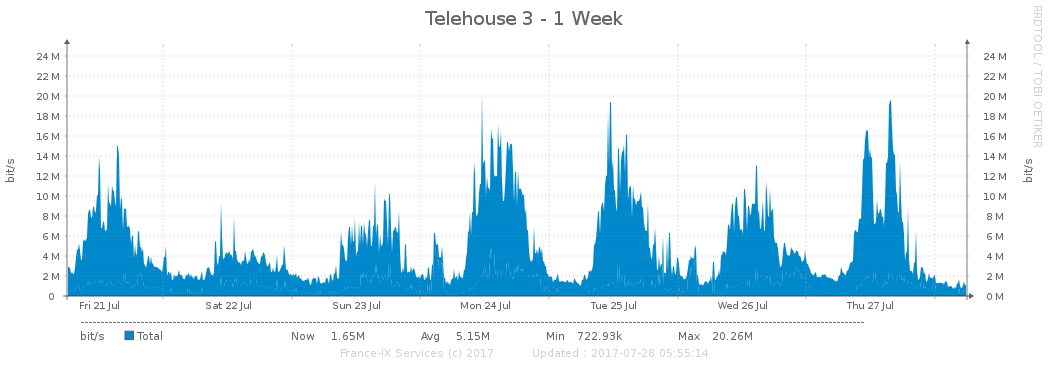 Telehouse 3 - 1 Week
RRDTOOL / TOBI OETIKER
bit/s
24 M
22 M
20 M
18 M
16 M
14 M
12 M
10 M
8 M
6 M
4 M
2 M
0
24 M
22 M
20 M
18 M
16 M
14 M
12 M
10 M
8 M
6 M
4 M
2 M
0 M
bit/s
Fri 21 Jul Sat 22 Jul Sun 23 Jul Mon 24 Jul Tue 25 Jul Wed 26 Jul Thu 27 Jul
bit/s Total Now 1.65M Avg 5.15M Min 722.93k Max 20.26M
France-IX Services (c) 2017 Updated : 2017-07-28 05:55:14